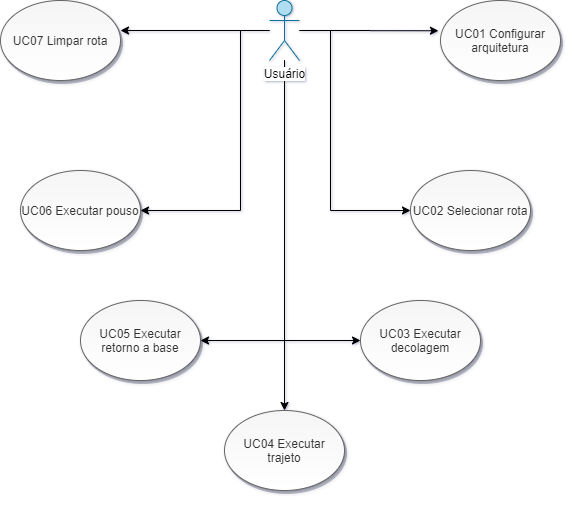 UC07 Limpar rota
UC01 Configurar
arquitetura
Usuário
UC06 Executar pouso
UC02 Selecionar rota
UC05 Executar
retorno a base
UC03 Executar
decolagem
UC04 Executar
trajeto